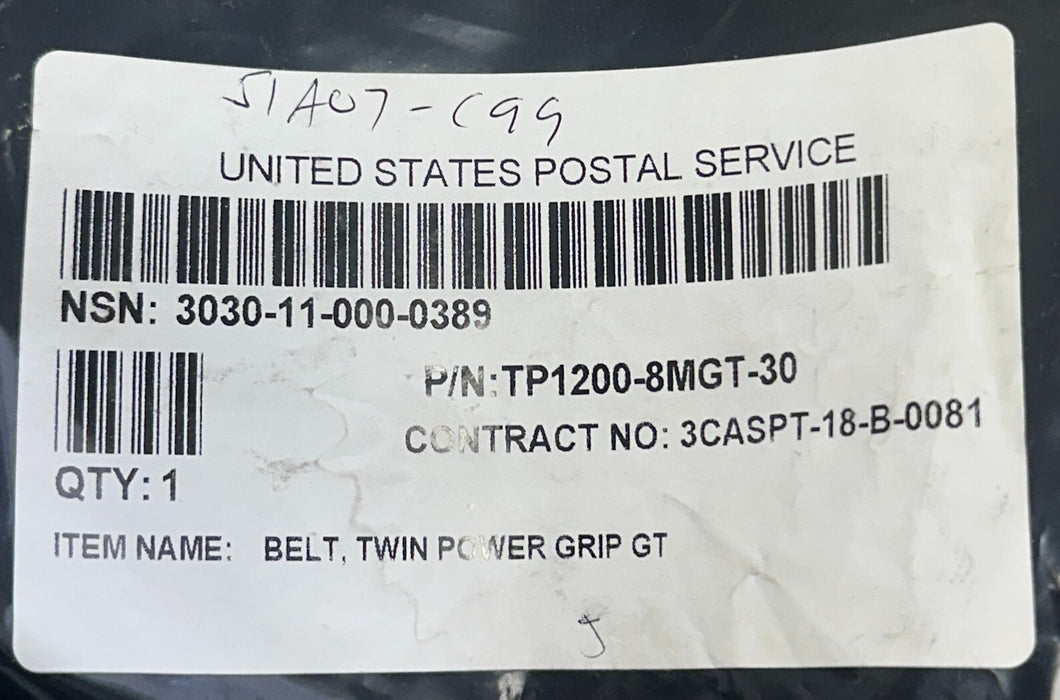 51A07-C99
UNITED STATES POSTAL SERVICE
NSN: 3030-11-000-0389
P/N:TP1200-8MGT-30
CONTRACT NO: 3CASPT-18-B-0081
QTY: 1
ITEM NAME: BELT, TWIN POWER GRIP GT